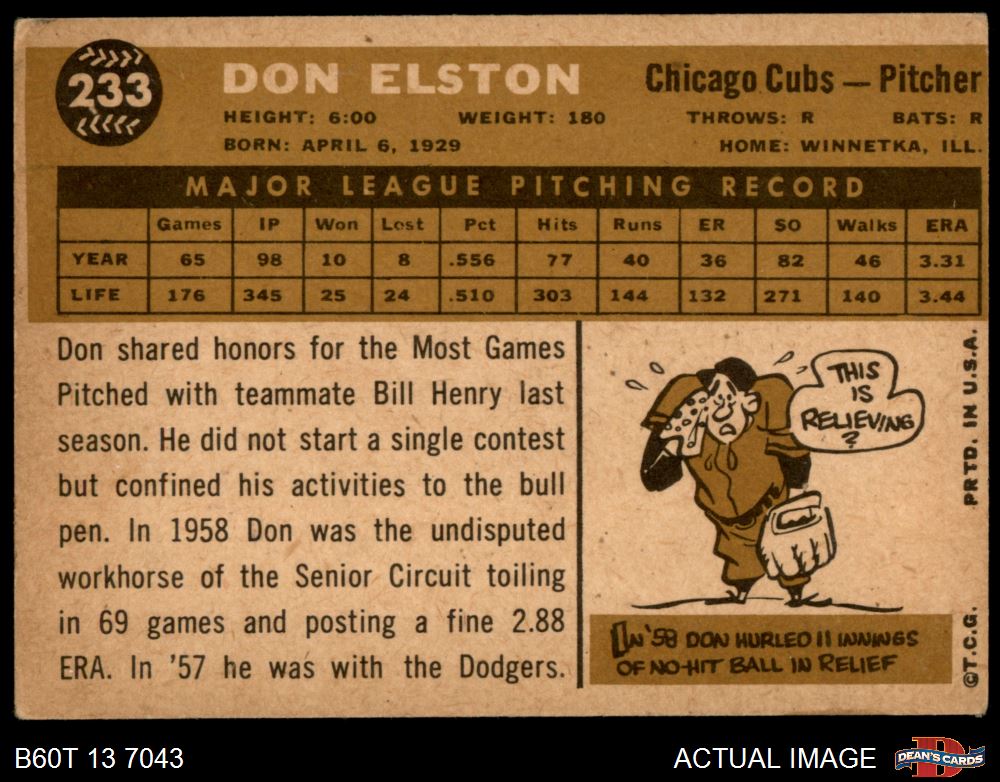 233
DON ELSTON
Chicago Cubs — Pitcher
HEIGHT: 6:00 WEIGHT: 180 THROWS: R BATS: R
BORN: APRIL 6, 1929 HOME: WINNETKA, ILL.
MAJOR LEAGUE PITCHING RECORD
Games IP Won Lost Pct Hits Runs ER SO Walks ERA
YEAR 65 98 10 8 .556 77 40 36 82 46 3.31
LIFE 176 345 25 24 .510 303 144 132 271 140 3.44
Don shared honors for the Most Games
Pitched with teammate Bill Henry last
season. He did not start a single contest
but confined his activities to the bull
pen. In 1958 Don was the undisputed
workhorse of the Senior Circuit toiling
in 69 games and posting a fine 2.88
ERA. In '57 he was with the Dodgers.
THIS
IS
RELIEVING
?
IN '58 DON HURLED 11 INNINGS
OF NO-HIT BALL IN RELIEF
PRTD. IN U.S.A.
©T.C.G.
B60T 13 7043
ACTUAL IMAGE
D
DEAN'S CARDS